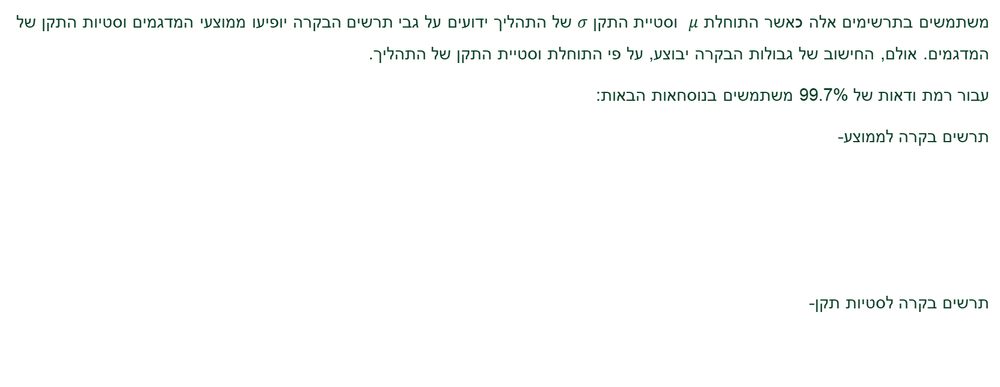 משתמשים בתרשימים אלה כאשר התוחלת μ וסטיית התקן σ של התהליך ידועים על גבי תרשים הבקרה יופיעו ממוצעי המדגמים וסטיות התקן של
המדגמים. אולם, החישוב של גבולות הבקרה יבוצע, על פי התוחלת וסטיית התקן של התהליך.
עבור רמת ודאות של 99.7% משתמשים בנוסחאות הבאות:
תרשים בקרה לממוצע-
תרשים בקרה לסטיות תקן-